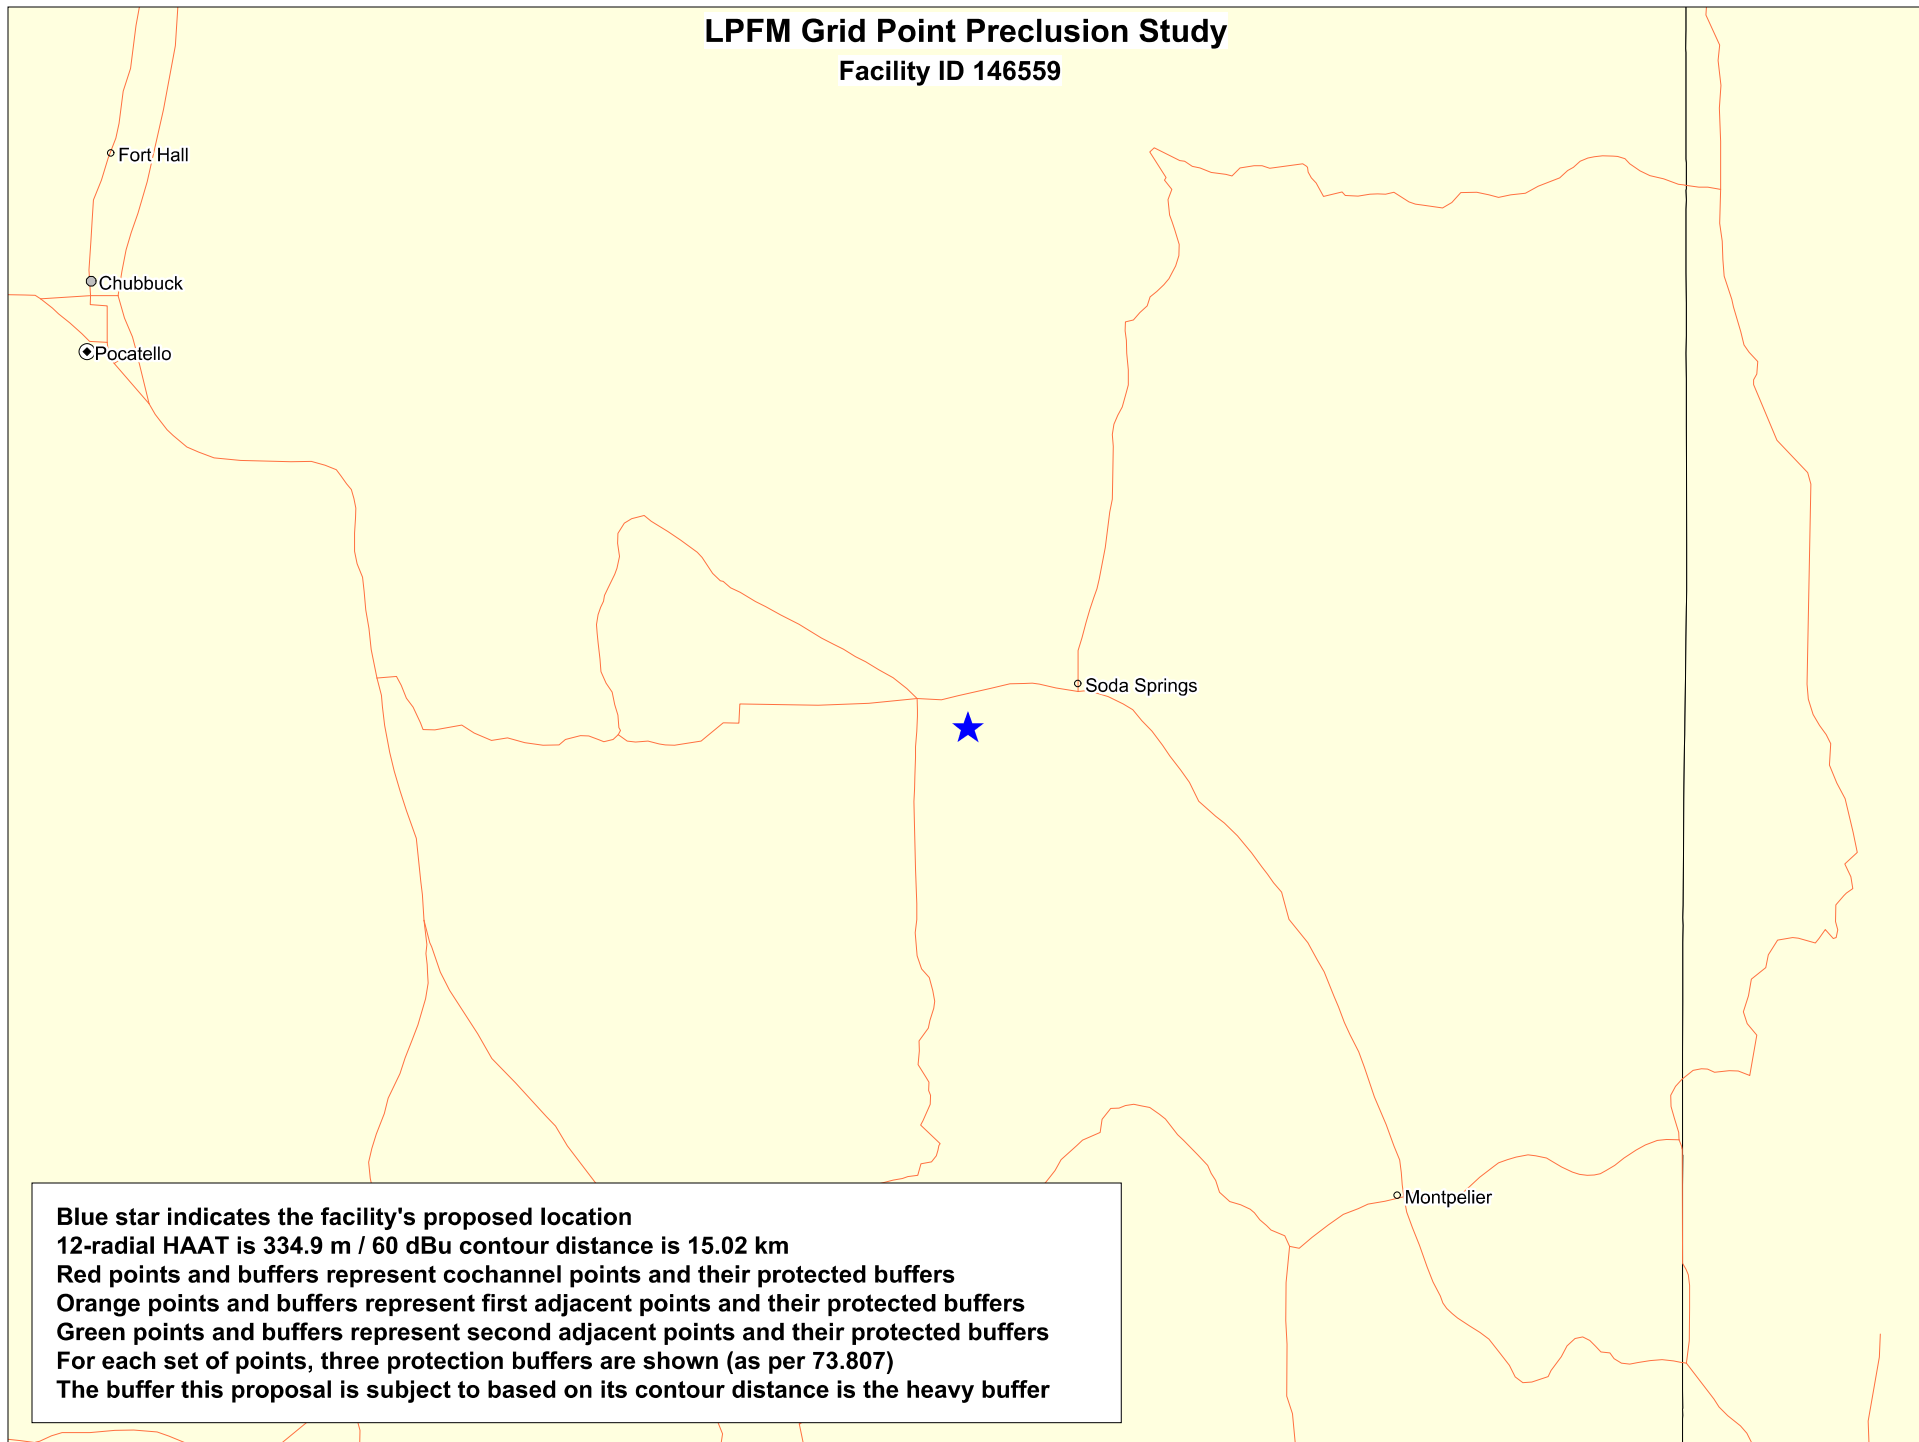 LPFM Grid Point Preclusion Study
Facility ID 146559
Fort Hall
Chubbuck
Pocatello
Soda Springs
Montpelier
Blue star indicates the facility's proposed location
12-radial HAAT is 334.9 m / 60 dBu contour distance is 15.02 km
Red points and buffers represent cochannel points and their protected buffers
Orange points and buffers represent first adjacent points and their protected buffers
Green points and buffers represent second adjacent points and their protected buffers
For each set of points, three protection buffers are shown (as per 73.807)
The buffer this proposal is subject to based on its contour distance is the heavy buffer